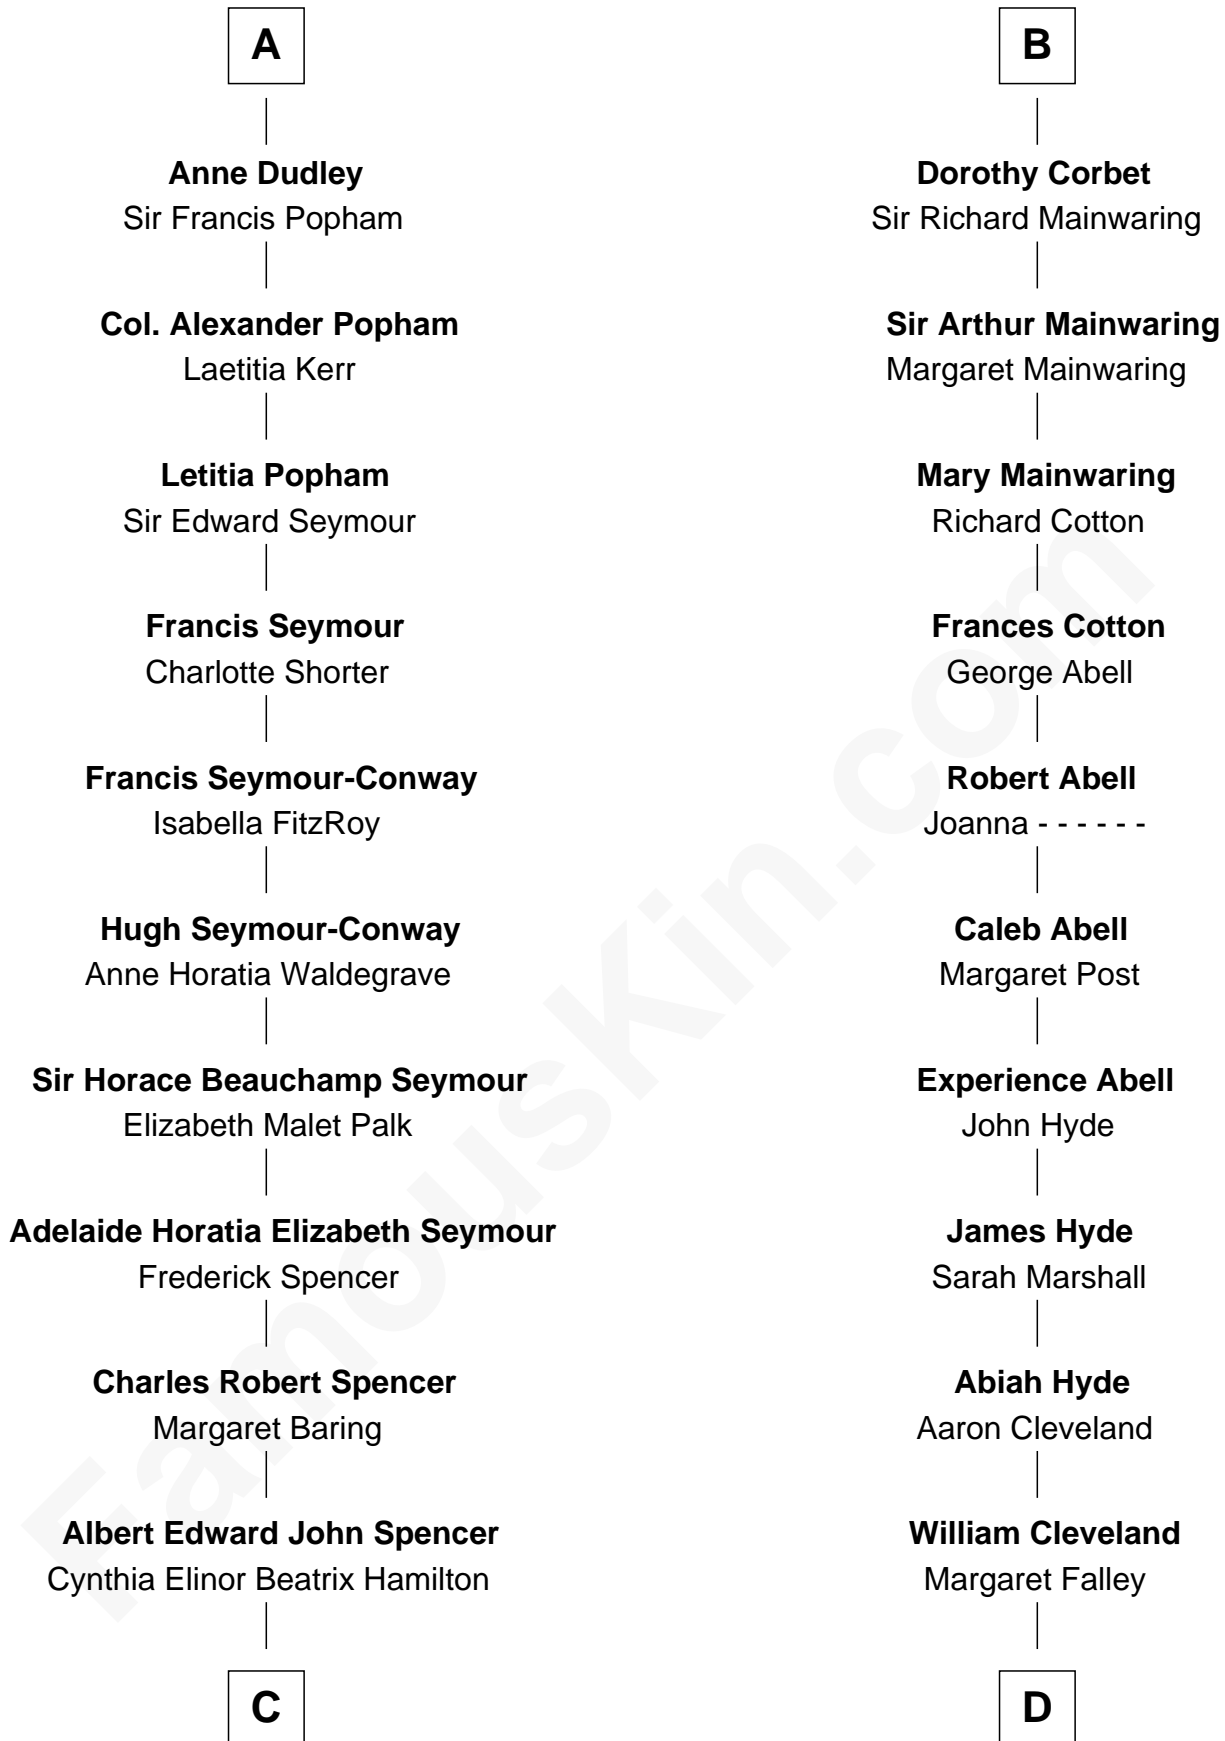 A
Anne Dudley
Sir Francis Popham
Col. Alexander Popham
Laetitia Kerr
Letitia Popham
Sir Edward Seymour
Francis Seymour
Charlotte Shorter
Francis Seymour-Conway
Isabella FitzRoy
Hugh Seymour-Conway
Anne Horatia Waldegrave
Sir Horace Beauchamp Seymour
Elizabeth Malet Palk
Adelaide Horatia Elizabeth Seymour
Frederick Spencer
Charles Robert Spencer
Margaret Baring
Albert Edward John Spencer
Cynthia Elinor Beatrix Hamilton
C
B
Dorothy Corbet
Sir Richard Mainwaring
Sir Arthur Mainwaring
Margaret Mainwaring
Mary Mainwaring
Richard Cotton
Frances Cotton
George Abell
Robert Abell
Joanna - - - - - -
Caleb Abell
Margaret Post
Experience Abell
John Hyde
James Hyde
Sarah Marshall
Abiah Hyde
Aaron Cleveland
William Cleveland
Margaret Falley
D
FamousKin.com